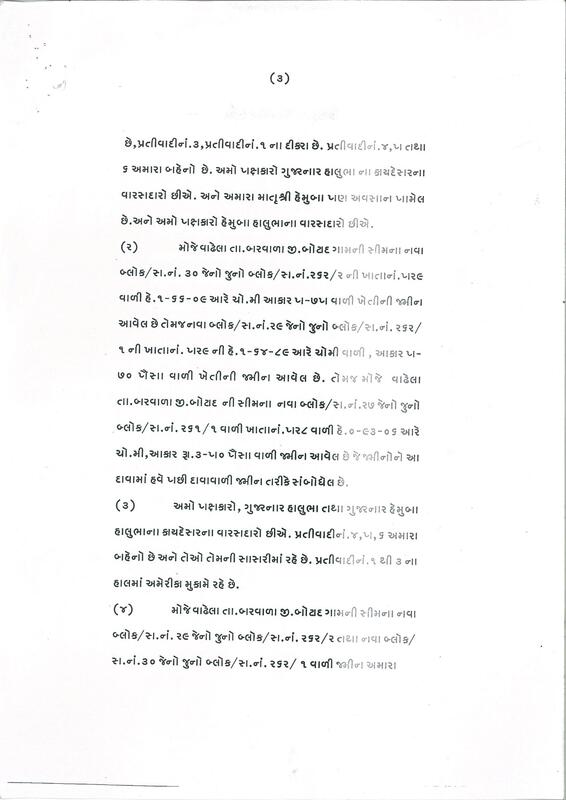 (૩)
છે,પ્રતીવાદીનં.૩,પ્રતીવાદીનં.૧ ના દીકરા છે. પ્રતીવાદીનં.૪,૫ તથા
૬ અમારા બહેનો છે. અમો પક્ષકારો ગુજરનાર હાલુભા ના કાયદેસરના
વારસદારો છીએ. અને અમારા માતૃશ્રી હેમુબા પણ અવસાન પામેલ
છે.અને અમો પક્ષકારો હેમુબા હાલુભાના વારસદારો છીએ.
(૨) મોજેવાઢેલા તા.બરવાળા જી.બોટાદ ગામની સીમના નવા
બ્લોક/સ.નં. ૩૦ જેનો જુનો બ્લોક/સ.નં.૨૬૨/૨ ની ખાતાનં.૫૨૯
વાળી હે.૧-૬૬-૦૯ આરે ચો.મી આકાર ૫-૭૫ વાળી ખેતીની જમીન
આવેલ છે તેમજનવા બ્લોક/સ.નં.૨૯ જેનો જુનો બ્લોક/સ.નં. ૨૬૨/
૧ ની ખાતાનં. ૫૨૯ ની હે.૧-૬૪-૮૯ આરે ચોમી વાળી , આકાર ૫-
૭૦ પૈસા વાળી ખેતીની જમીન આવેલ છે. તેમજ મોજે વાઢેલા
તા.બરવાળા જી.બોટાદ ની સીમના નવા બ્લોક/સ.નં.૨૭ જેનો જુનો
બ્લોક/સ.નં. ૨૬૧/૧ વાળી ખાતાનં.૫૨૮ વાળી હે.૦-૯૩-૦૬ આરે
ચો.મી,આકાર રૂા.૩-૫૦ પૈસા વાળી જમીન આવેલ છે જે જમીનોને આ
દાવામાં હવે પછી દાવાવાળી જમીન તરીકે સંબોધેલ છે.
(૩) અમો પક્ષકારો, ગુજરનાર હાલુભા તથા ગુજરનાર હેમુબા
હાલુભાના કાયદેસરના વારસદારો છીએ. પ્રતીવાદીનં.૪,૫,૬ અમારા
બહેનો છે અને તેઓ તેમની સાસરીમાં રહે છે. પ્રતીવાદીનં.૧ થી ૩ ના
હાલમાં અમેરીકા મુકામે રહે છે.
(૪) મોજેવાઢેલા તા.બરવાળા જી.બોટાદ ગામની સીમના નવા
બ્લોક/સ.નં. ૨૯ જેનો જુનો બ્લોક/સ.નં. ૨૬૨/૨ તથા નવા બ્લોક/
સ.નં.૩૦ જેનો જુનો બ્લોક/સ.નં. ૨૬૨/ ૧ વાળી જમીન અમારા